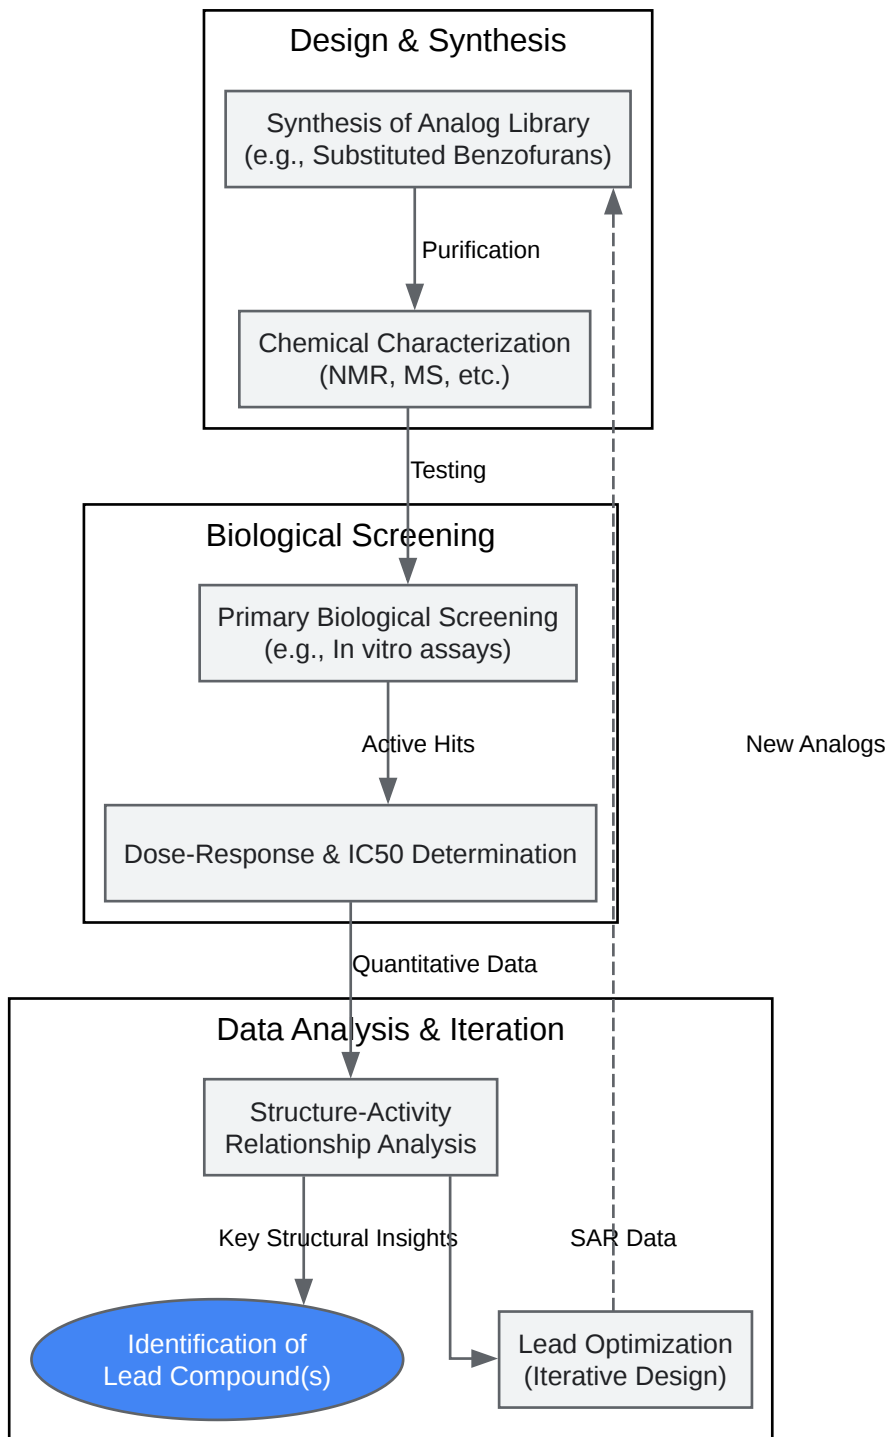 Design & Synthesis
Synthesis of Analog Library
(e.g., Substituted Benzofurans)
Purification
Chemical Characterization
(NMR, MS, etc.)
Testing
Biological Screening
Primary Biological Screening
(e.g., In vitro assays)
Active Hits
New Analogs
Dose-Response & IC50 Determination
Quantitative Data
Data Analysis & Iteration
Structure-Activity
Relationship Analysis
Key Structural Insights
SAR Data
Identification of
Lead Compound(s)
Lead Optimization
(Iterative Design)